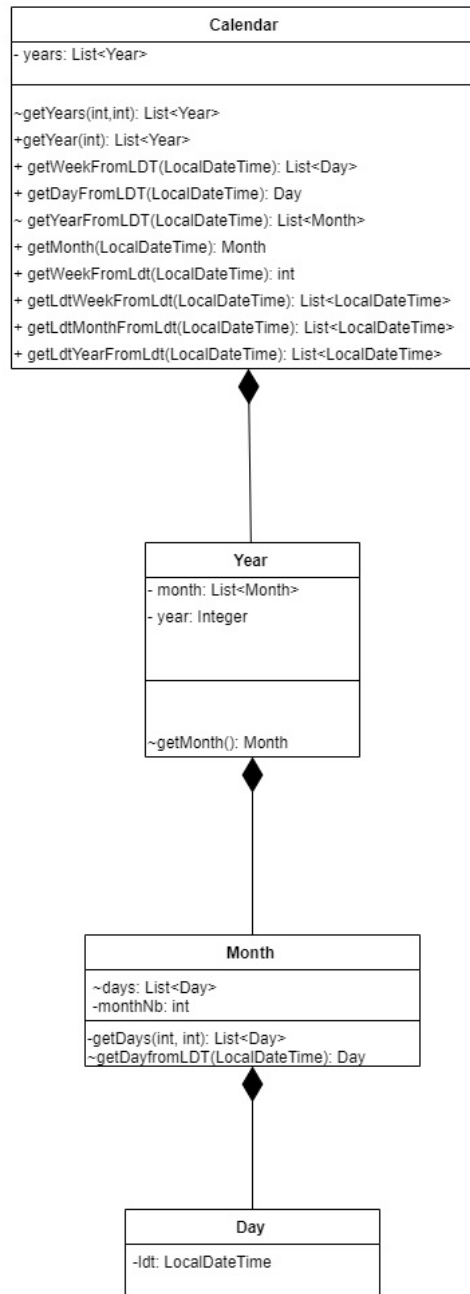 Calendar
- years: List<Year>
~getYears(int,int): List<Year>
+getYear(int): List<Year>
+ getWeekFromLDT(LocalDateTime): List<Day>
+ getDayFromLDT(LocalDateTime): Day
~ getYearFromLDT(LocalDateTime): List<Month>
+ getMonth(LocalDateTime): Month
+ getWeekFromLdt(LocalDateTime): int
+ getLdtWeekFromLdt(LocalDateTime): List<LocalDateTime>
+ getLdtMonthFromLdt(LocalDateTime): List<LocalDateTime>
+ getLdtYearFromLdt(LocalDateTime): List<LocalDateTime>
Year
- month: List<Month>
- year: Integer
~getMonth(): Month
Month
~days: List<Day>
-monthNb: int
-getDays(int, int): List<Day>
~getDayfromLDT(LocalDateTime): Day
Day
-ldt: LocalDateTime